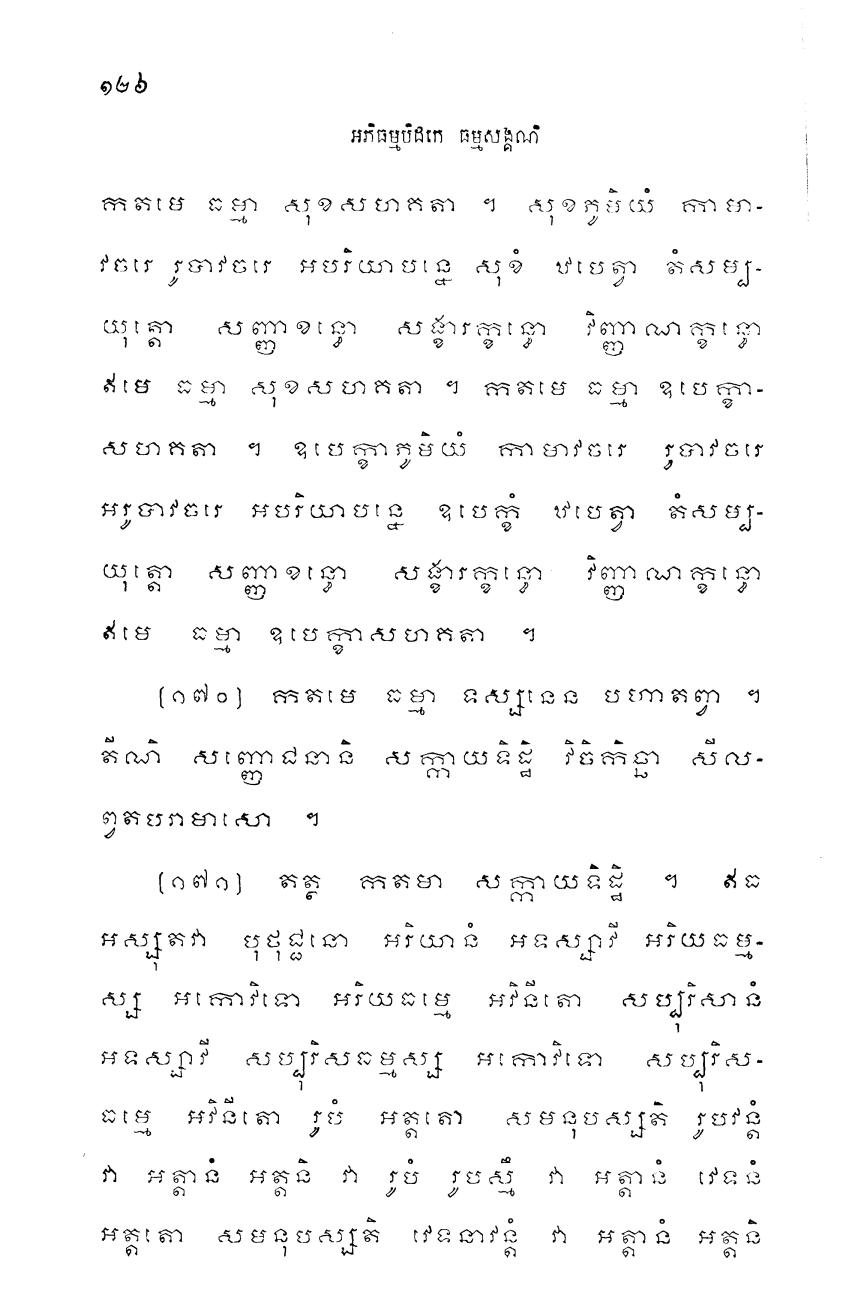 ១២៦
អភិធម្មបិដកេ ធម្មសង្គណិ
កតមេ ធម្មា សុខសហគតា ។ សុខភូមិយំ កាមា-
វចរេ រូបាវចរេ អបរិយាបន្នេ សុខំ ឋបេត្វា តំសម្ប-
យុត្តោ សញ្ញាខន្ធោ សង្ខារក្ខន្ធោ វិញ្ញាណក្ខន្ធោ
ឥមេ ធម្មា សុខសហគតា ។ កតមេ ធម្មា ឧបេក្ខា-
សហគតា ។ ឧបេក្ខាភូមិយំ កាមាវចរេ រូបាវចរេ
អរូបាវចរេ អបរិយាបន្នេ ឧបេក្ខំ ឋបេត្វា តំសម្ប-
យុត្តោ សញ្ញាខន្ធោ សង្ខារក្ខន្ធោ វិញ្ញាណក្ខន្ធោ
ឥមេ ធម្មា ឧបេក្ខាសហគតា ។
[១៧០] កតមេ ធម្មា ទស្សនេន បហាតព្វា ។
តីណិ សញ្ញោជនានិ សក្កាយទិដ្ឋិ វិចិកិច្ឆា សីល-
ព្វតបរាមាសោ ។
[១៧១] តត្ថ កតមា សក្កាយទិដ្ឋិ ។ ឥធ
អស្សុតវា បុថុជ្ជនោ អរិយានំ អទស្សាវី អរិយធម្ម-
ស្ស អកោវិទោ អរិយធម្មេ អវិនីតោ សប្បុរិសានំ
អទស្សាវី សប្បុរិសធម្មស្ស អកោវិទោ សប្បុរិស-
ធម្មេ អវិនីតោ រូបំ អត្តតោ សមនុបស្សតិ រូបវន្តំ
វា អត្តានំ អត្តនិ វា រូបំ រូបស្មឹ វា អត្តានំ វេទនំ
អត្តតោ សមនុបស្សតិ វេទនាវន្តំ វា អត្តានំ អត្តនិ